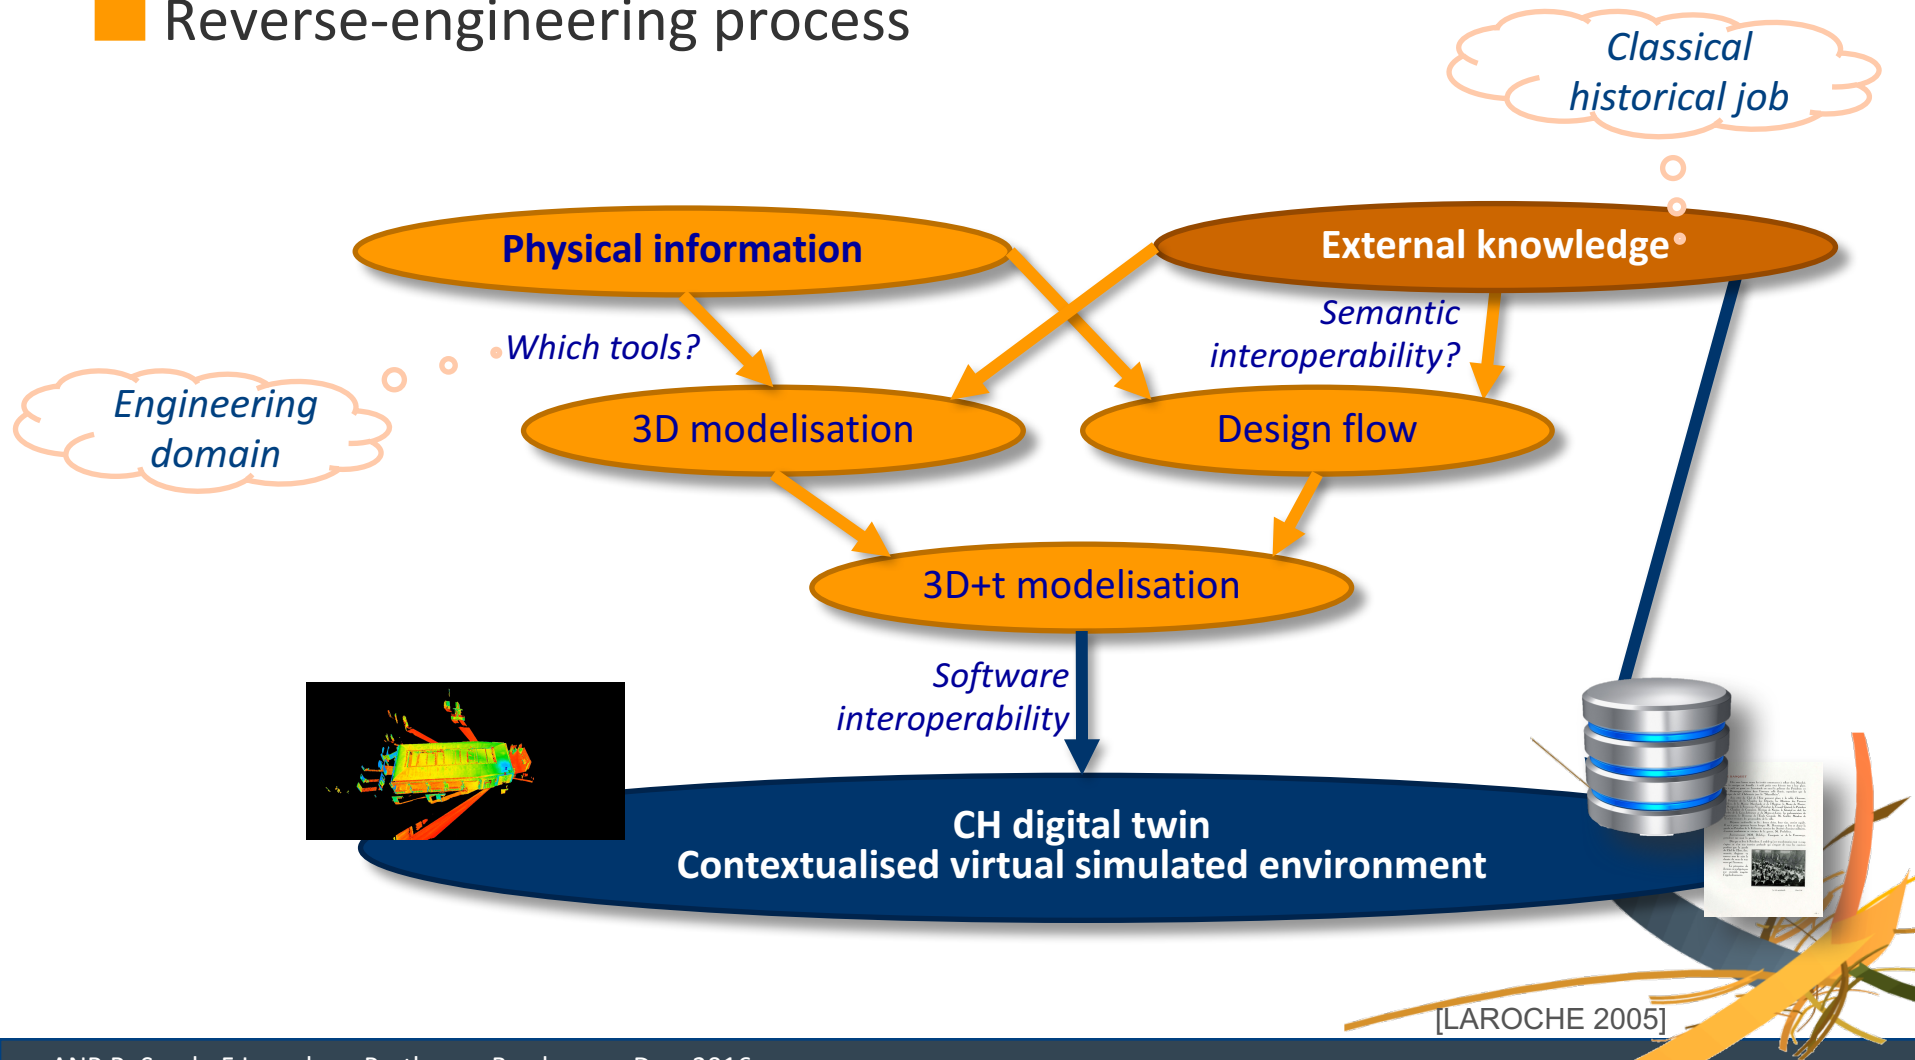 Reverse-engineering process
Classical
historical job
Physical information
External knowledge
Which tools?
Semantic
interoperability?
Engineering
domain
3D modelisation
Design flow
3D+t modelisation
Software
interoperability
CH digital twin
Contextualised virtual simulated environment
[LAROCHE 2005]